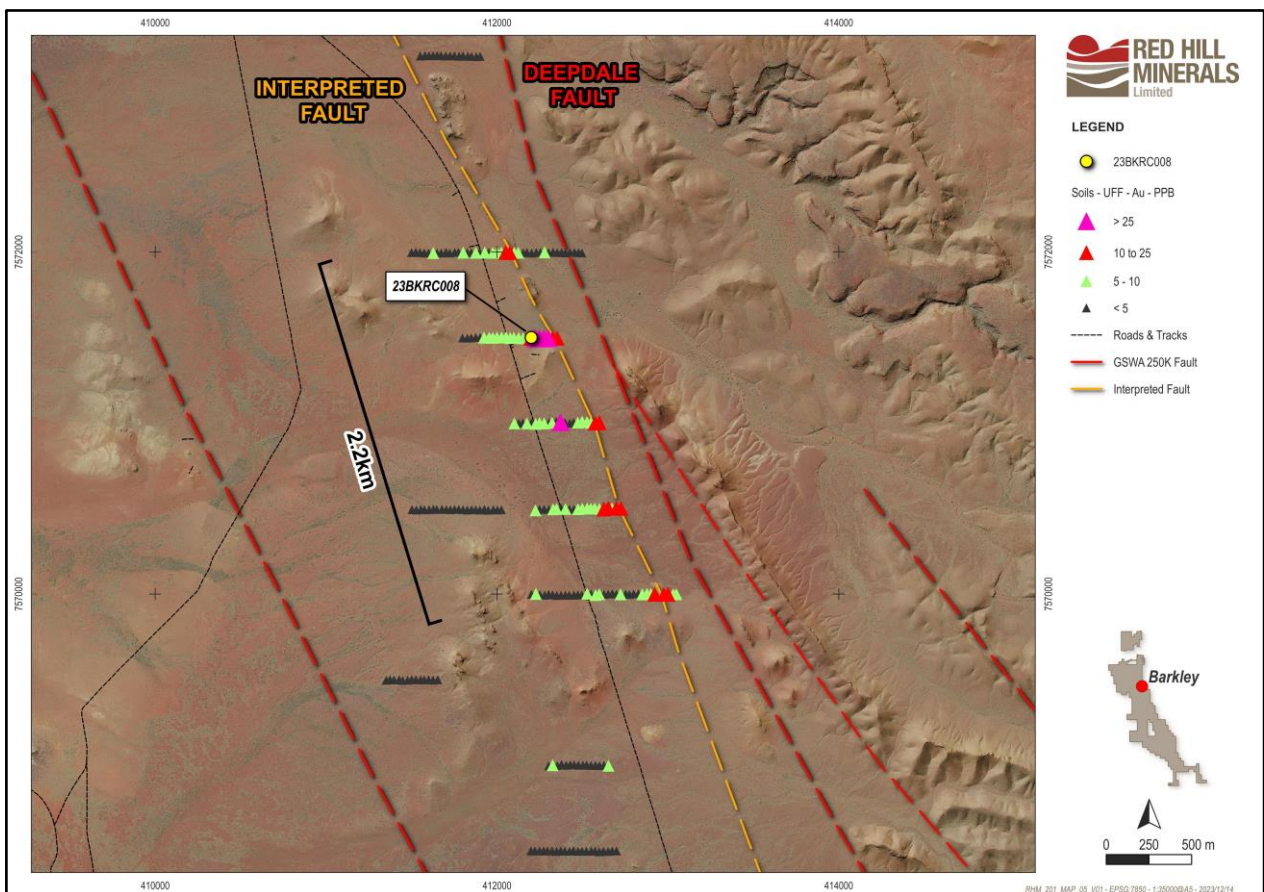 410000
412000
414000
INTERPRETED
FAULT
DEEPDALE
FAULT
7572000
7572000
23BKRC008
2.2km
7570000
7570000
410000
412000
414000
RED HILL
MINERALS
Limited
LEGEND
23BKRC008
Soils - UFF - Au - PPB
> 25
10 to 25
5 - 10
< 5
Roads & Tracks
GSWA 250K Fault
Interpreted Fault
Barkley
0 250 500 m
RHM_201_MAP_05_V01 - EPSG:7850 - 1:35000@A5 - 2023/12/14